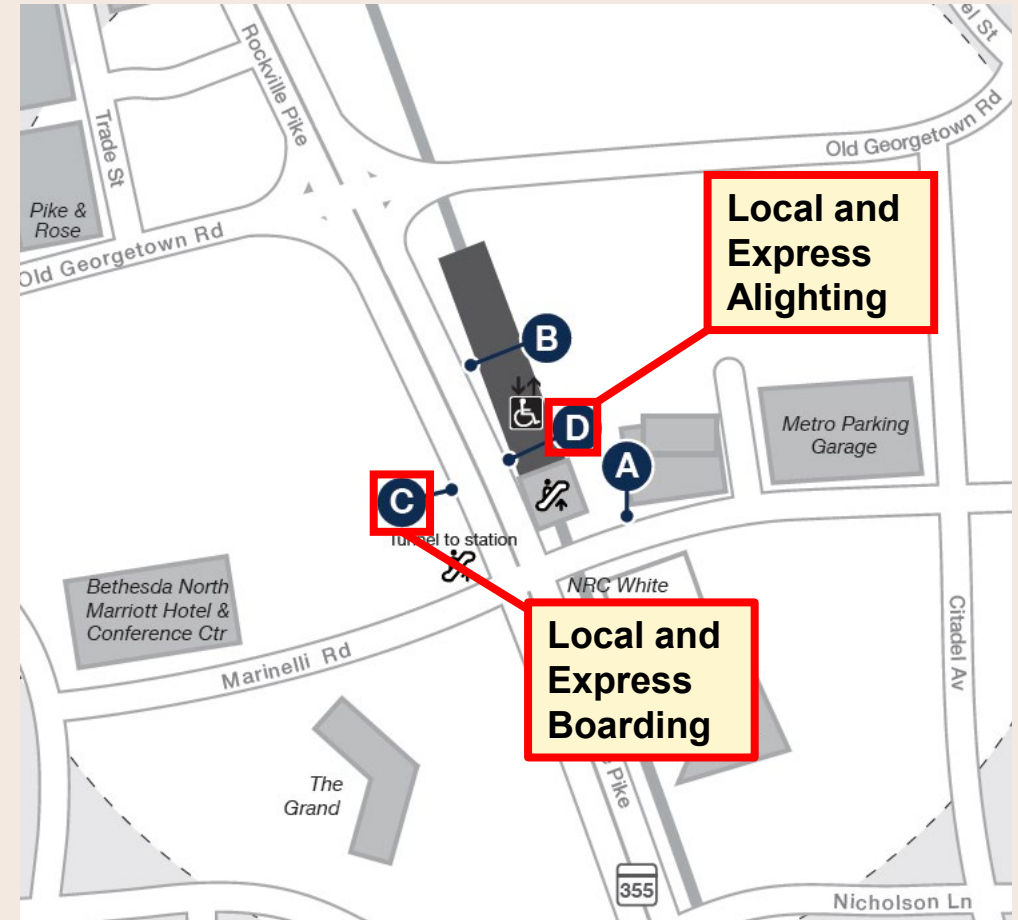 Rockville Pike
el St
Trade St
Old Georgetown Rd
Pike &
Rose
Old Georgetown Rd
Local and
Express
Alighting
B
D
Metro Parking
Garage
A
C
Tunnel to station
Bethesda North
Marriott Hotel &
Conference Ctr
NRC White
Marinelli Rd
Local and
Express
Boarding
Citadel Av
The
Grand
Pike
355
Nicholson Ln